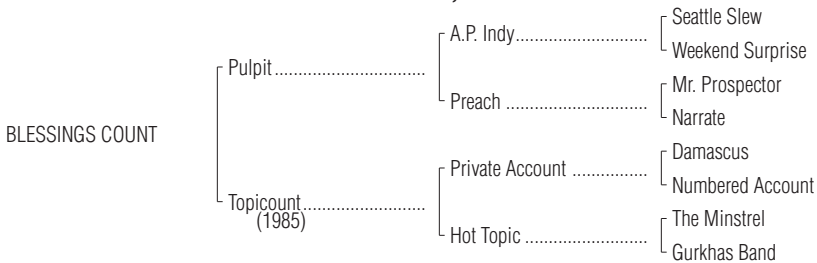 Seattle Slew
A.P. Indy
Weekend Surprise
Pulpit
Mr. Prospector
Preach
Narrate
BLESSINGS COUNT
Damascus
Private Account
Numbered Account
Topicount
(1985)
The Minstrel
Hot Topic
Gurkhas Band